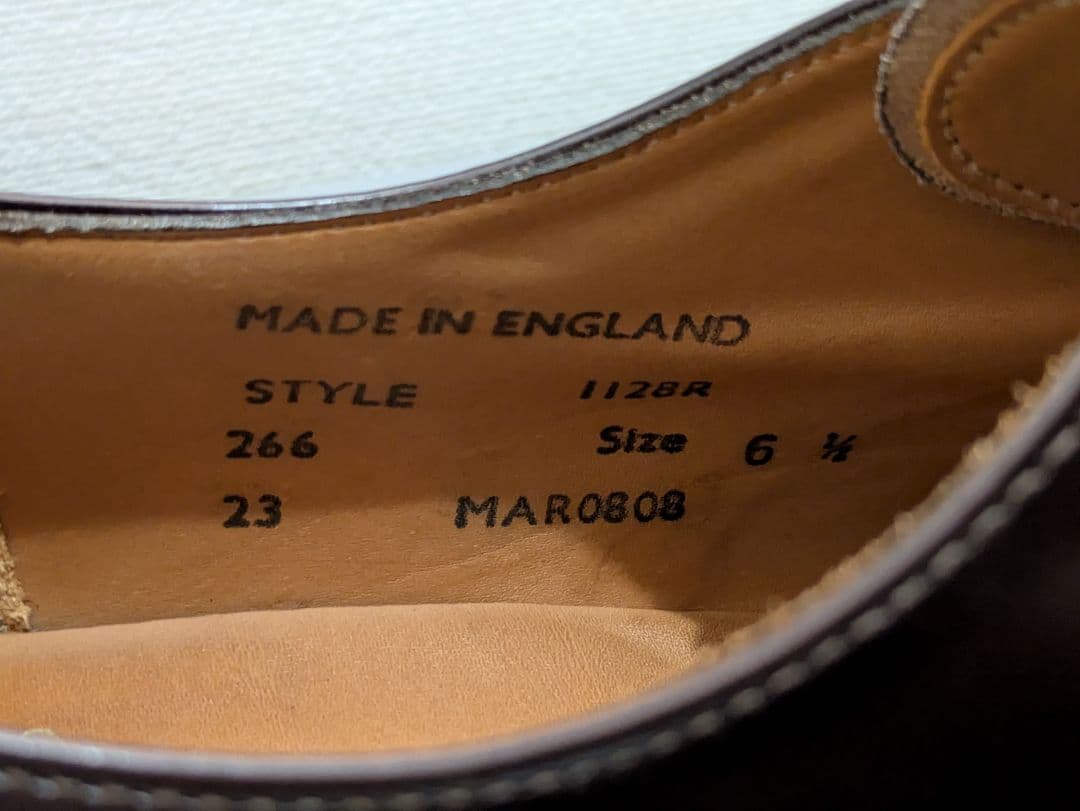 MADE IN ENGLAND
STYLE 1128R
266 Size 6 ½
23 MAR0808